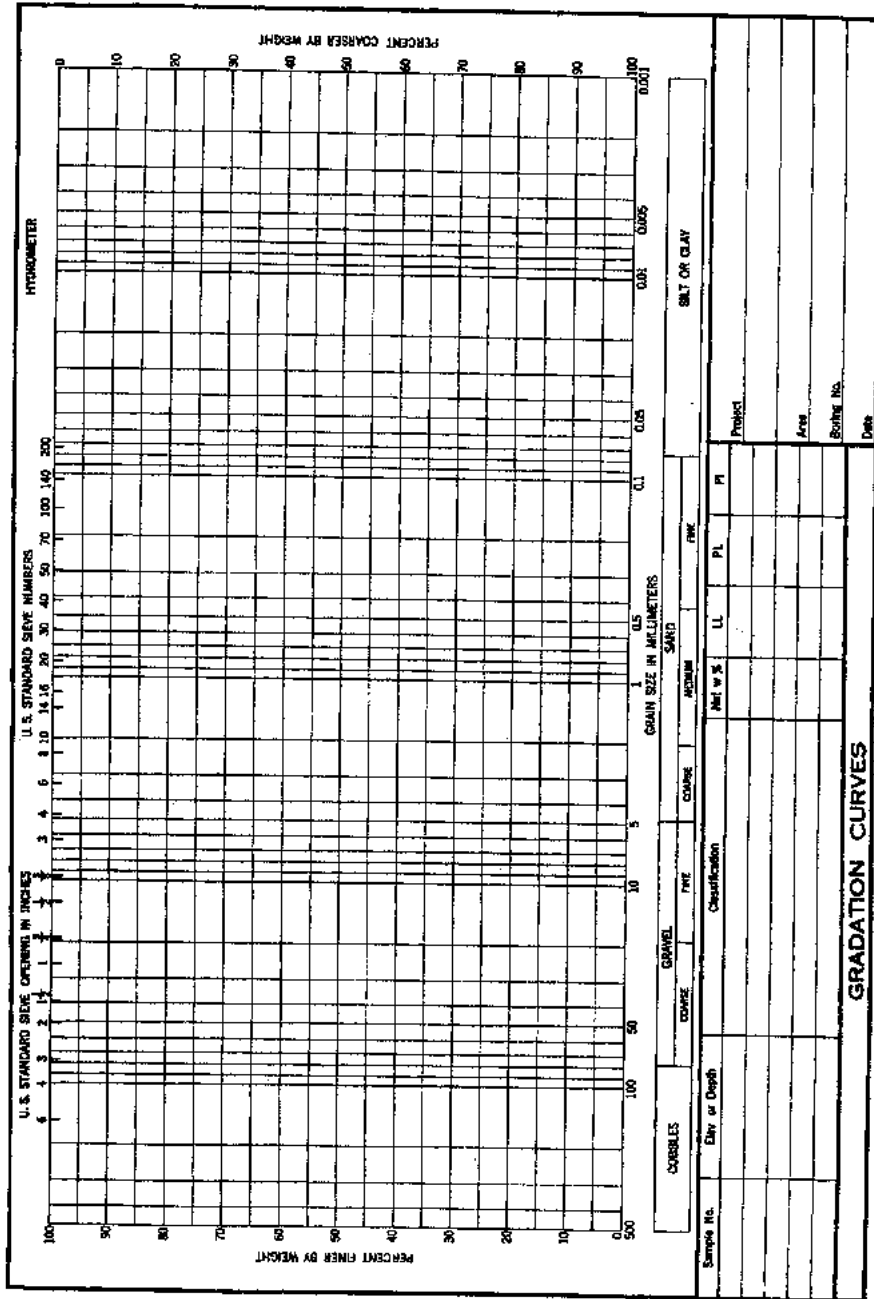 U. S. STANDARD SIEVE OPENING IN INCHES
U. S. STANDARD SIEVE NUMBERS
HYDROMETER
6 4 3 2 1 3 4 6 8 10 14 16 20 30 40 50 70 100 140 200
PERCENT FINER BY WEIGHT
100
90
80
70
60
50
40
30
20
10
0
PERCENT COARSER BY WEIGHT
0
10
20
30
40
50
60
70
80
90
100
500 100 50 10 5 1 0.5 0.1 0.05 0.01 0.005 0.001
GRAIN SIZE IN MILLIMETERS
COBBLES
GRAVEL
SAND
SILT OR CLAY
COARSE
FINE
COARSE
MEDIUM
FINE
Sample No.
Elev or Depth
Classification
Nat w %
LL
PL
PI
Project
Area
Boring No.
Date
GRADATION CURVES